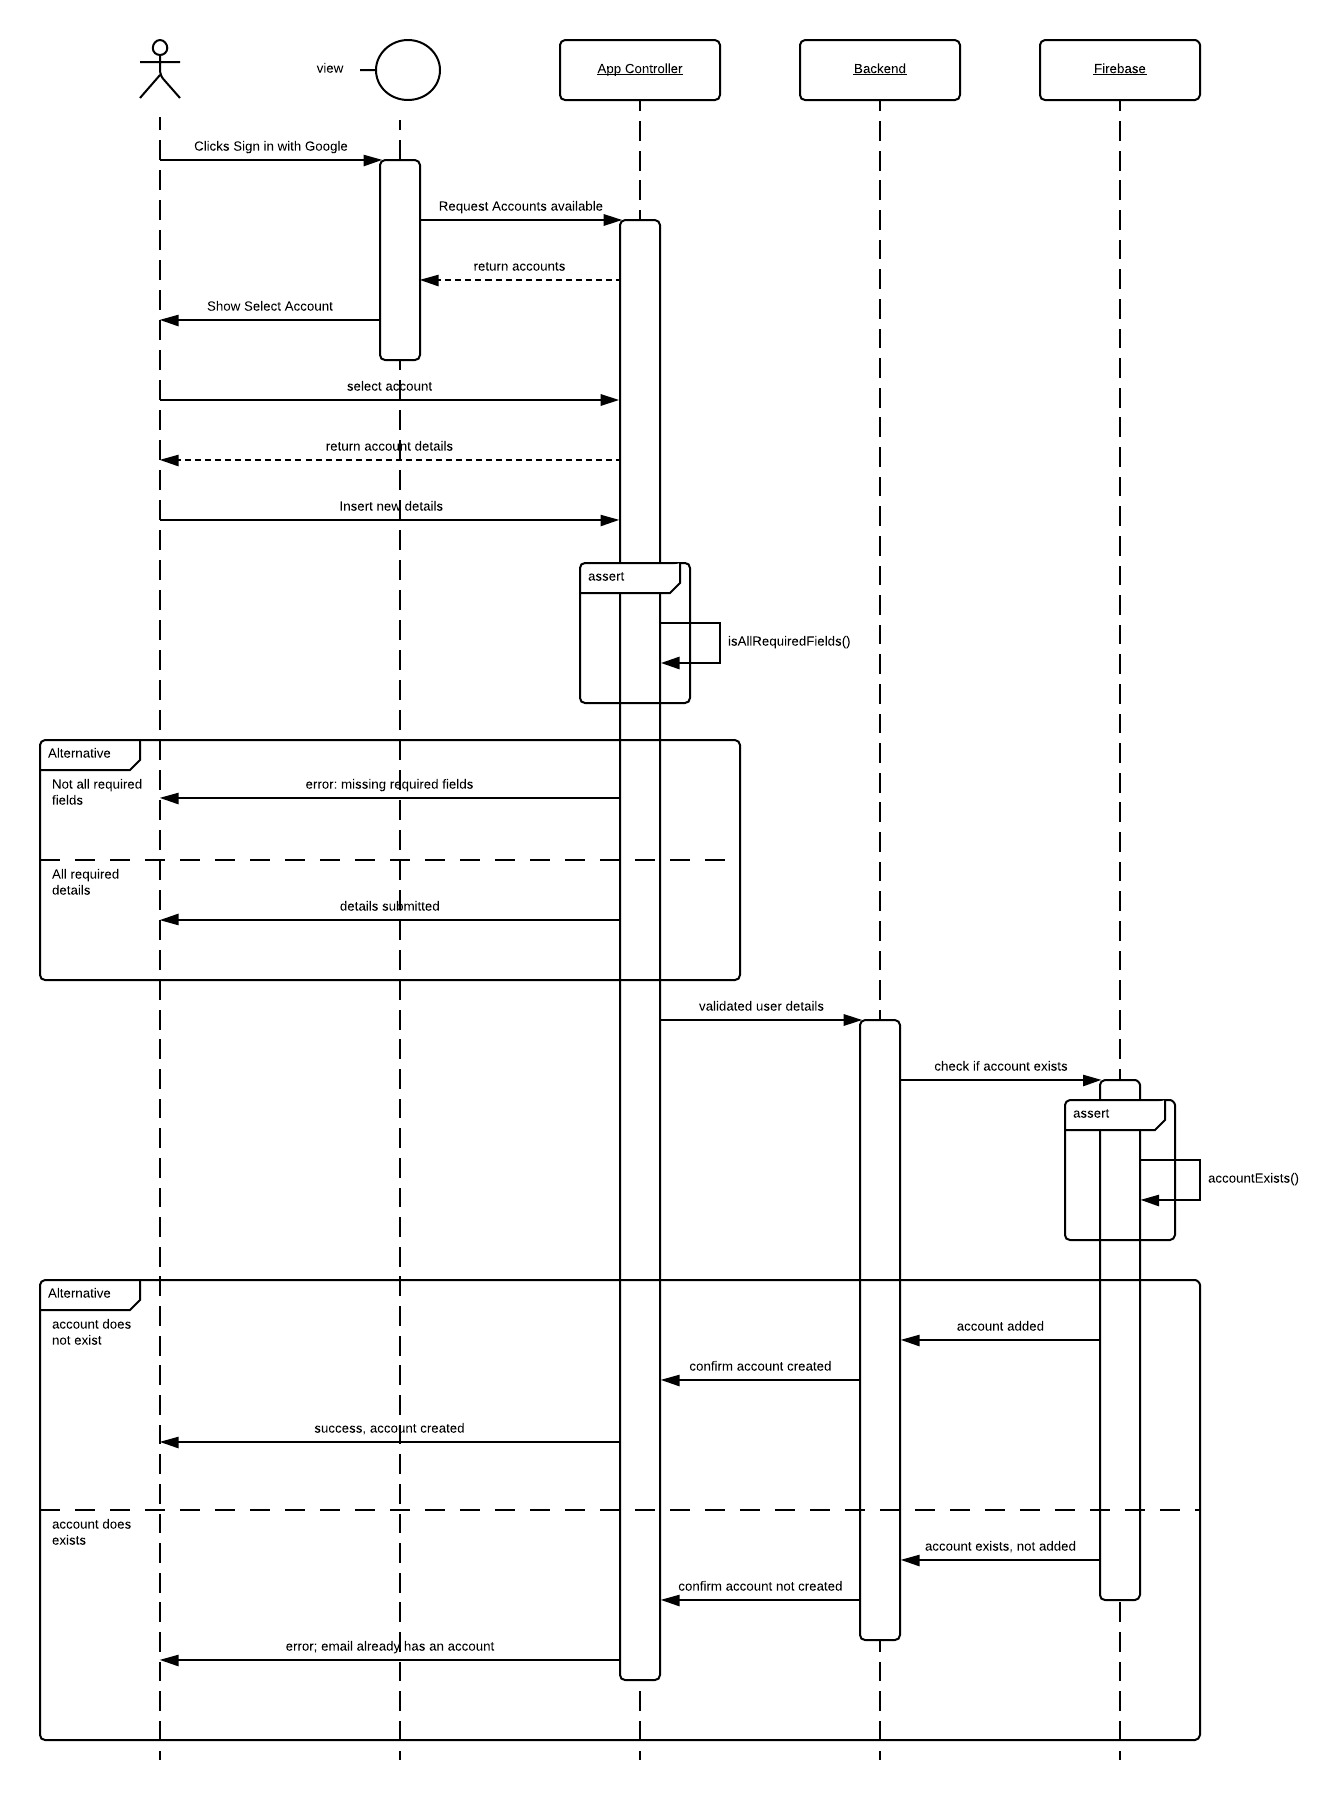 view
App Controller
Backend
Firebase
Clicks Sign in with Google
Request Accounts available
return accounts
Show Select Account
select account
return account details
Insert new details
assert
isAllRequiredFields()
Alternative
Not all required
fields
error: missing required fields
All required
details
details submitted
validated user details
check if account exists
assert
accountExists()
Alternative
account does
not exist
account added
confirm account created
success, account created
account does
exists
account exists, not added
confirm account not created
error; email already has an account